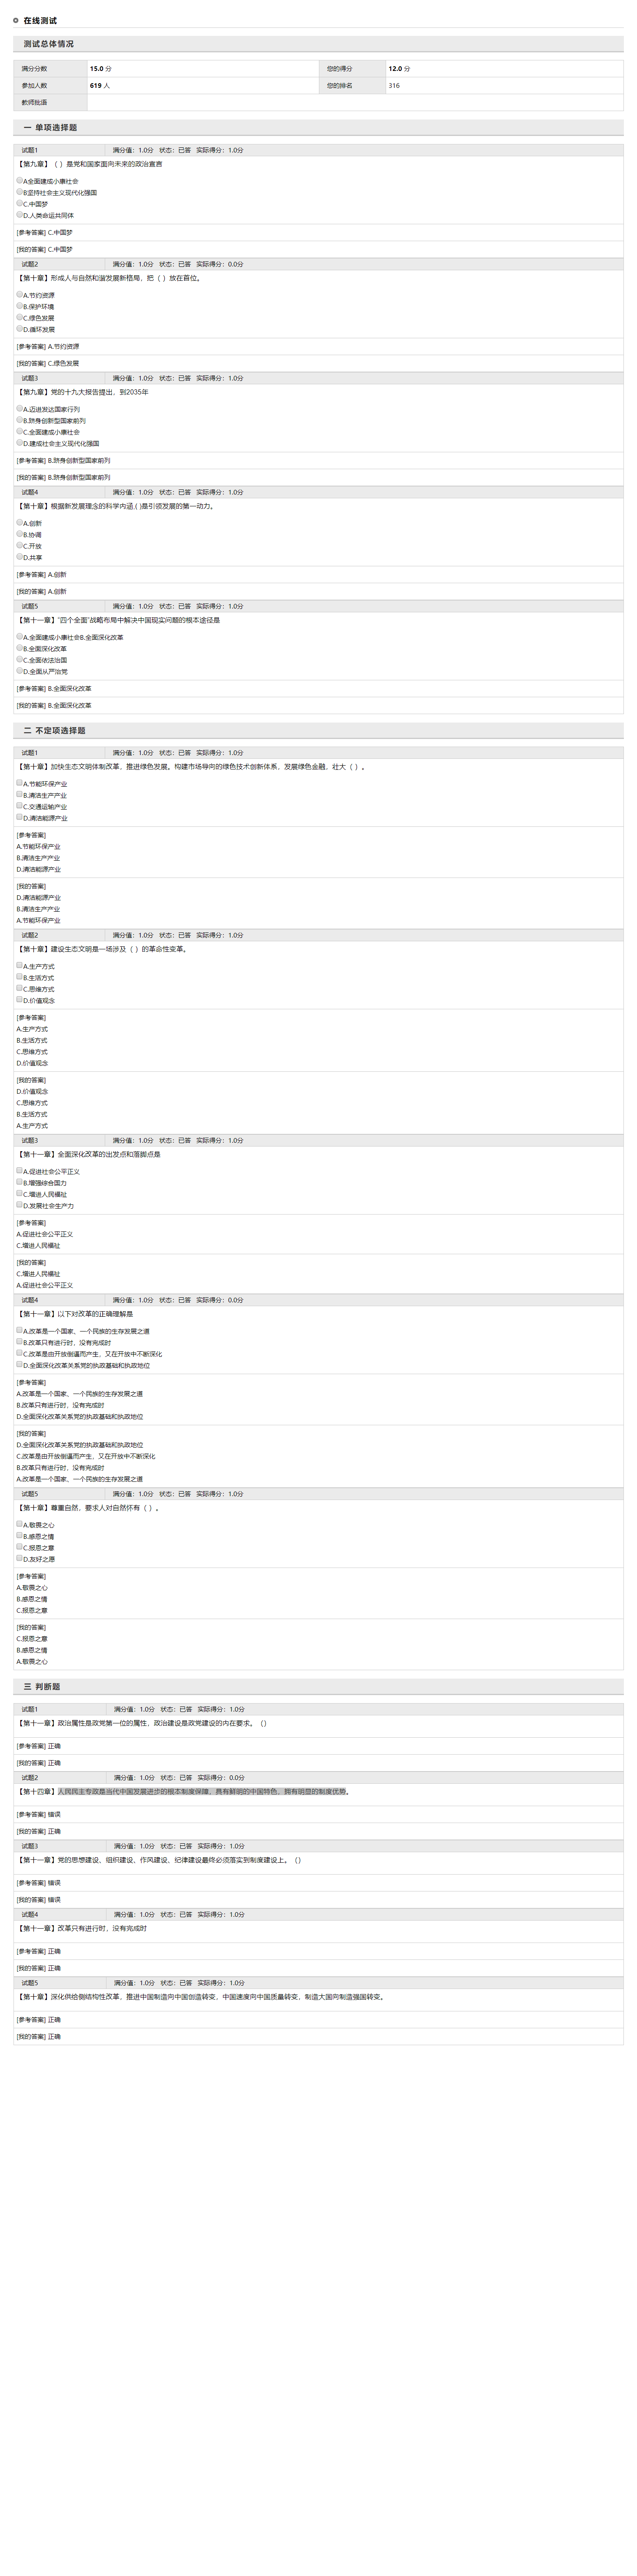 在线测试
测试总体情况
满分分数 15.0 分 您的得分 12.0 分
参加人数 619 人 您的排名 316
教师批语
一 单项选择题
试题1 满分值：1.0分 状态：已答 实际得分：1.0分
【第九章】（ ）是党和国家面向未来的政治宣言
A全面建成小康社会
B坚持社会主义现代化强国
C.中国梦
D.人类命运共同体
[参考答案] C.中国梦
[我的答案] C.中国梦
试题2 满分值：1.0分 状态：已答 实际得分：0.0分
【第十章】形成人与自然和谐发展新格局，把（ ）放在首位。
A.节约资源
B.保护环境
C.绿色发展
D.循环发展
[参考答案] A.节约资源
[我的答案] C.绿色发展
试题3 满分值：1.0分 状态：已答 实际得分：1.0分
【第九章】党的十九大报告提出，到2035年
A.迈进发达国家行列
B.跻身创新型国家前列
C.全面建成小康社会
D.建成社会主义现代化强国
[参考答案] B.跻身创新型国家前列
[我的答案] B.跻身创新型国家前列
试题4 满分值：1.0分 状态：已答 实际得分：1.0分
【第十章】根据新发展理念的科学内涵,( )是引领发展的第一动力。
A.创新
B.协调
C.开放
D.共享
[参考答案] A.创新
[我的答案] A.创新
试题5 满分值：1.0分 状态：已答 实际得分：1.0分
【第十一章】“四个全面”战略布局中解决中国现实问题的根本途径是
A.全面建成小康社会B.全面深化改革
B.全面深化改革
C.全面依法治国
D.全面从严治党
[参考答案] B.全面深化改革
[我的答案] B.全面深化改革
二 不定项选择题
试题1 满分值：1.0分 状态：已答 实际得分：1.0分
【第十章】加快生态文明体制改革，推进绿色发展。构建市场导向的绿色技术创新体系，发展绿色金融，壮大（ ）。
A.节能环保产业
B.清洁生产产业
C.交通运输产业
D.清洁能源产业
[参考答案]
A.节能环保产业
B.清洁生产产业
D.清洁能源产业
[我的答案]
D.清洁能源产业
B.清洁生产产业
A.节能环保产业
试题2 满分值：1.0分 状态：已答 实际得分：1.0分
【第十章】建设生态文明是一场涉及（ ）的革命性变革。
A.生产方式
B.生活方式
C.思维方式
D.价值观念
[参考答案]
A.生产方式
B.生活方式
C.思维方式
D.价值观念
[我的答案]
D.价值观念
C.思维方式
B.生活方式
A.生产方式
试题3 满分值：1.0分 状态：已答 实际得分：1.0分
【第十一章】全面深化改革的出发点和落脚点是
A.促进社会公平正义
B.增强综合国力
C.增进人民福祉
D.发展社会生产力
[参考答案]
A.促进社会公平正义
C.增进人民福祉
[我的答案]
C.增进人民福祉
A.促进社会公平正义
试题4 满分值：1.0分 状态：已答 实际得分：0.0分
【第十一章】以下对改革的正确理解是
A.改革是一个国家、一个民族的生存发展之道
B.改革只有进行时，没有完成时
C.改革是由开放倒逼而产生，又在开放中不断深化
D.全面深化改革关系党的执政基础和执政地位
[参考答案]
A.改革是一个国家、一个民族的生存发展之道
B.改革只有进行时，没有完成时
D.全面深化改革关系党的执政基础和执政地位
[我的答案]
D.全面深化改革关系党的执政基础和执政地位
C.改革是由开放倒逼而产生，又在开放中不断深化
B.改革只有进行时，没有完成时
A.改革是一个国家、一个民族的生存发展之道
试题5 满分值：1.0分 状态：已答 实际得分：1.0分
【第十章】尊重自然，要求人对自然怀有（ ）。
A.敬畏之心
B.感恩之情
C.报恩之意
D.友好之愿
[参考答案]
A.敬畏之心
B.感恩之情
C.报恩之意
[我的答案]
C.报恩之意
B.感恩之情
A.敬畏之心
三 判断题
试题1 满分值：1.0分 状态：已答 实际得分：1.0分
【第十一章】政治属性是政党第一位的属性，政治建设是政党建设的内在要求。（）
[参考答案] 正确
[我的答案] 正确
试题2 满分值：1.0分 状态：已答 实际得分：0.0分
【第十四章】人民民主专政是当代中国发展进步的根本制度保障，具有鲜明的中国特色，拥有明显的制度优势。
[参考答案] 错误
[我的答案] 正确
试题3 满分值：1.0分 状态：已答 实际得分：1.0分
【第十一章】党的思想建设、组织建设、作风建设、纪律建设最终必须落实到制度建设上。（）
[参考答案] 错误
[我的答案] 错误
试题4 满分值：1.0分 状态：已答 实际得分：1.0分
【第十一章】改革只有进行时，没有完成时
[参考答案] 正确
[我的答案] 正确
试题5 满分值：1.0分 状态：已答 实际得分：1.0分
【第十章】深化供给侧结构性改革，推进中国制造向中国创造转变，中国速度向中国质量转变，制造大国向制造强国转变。
[参考答案] 正确
[我的答案] 正确